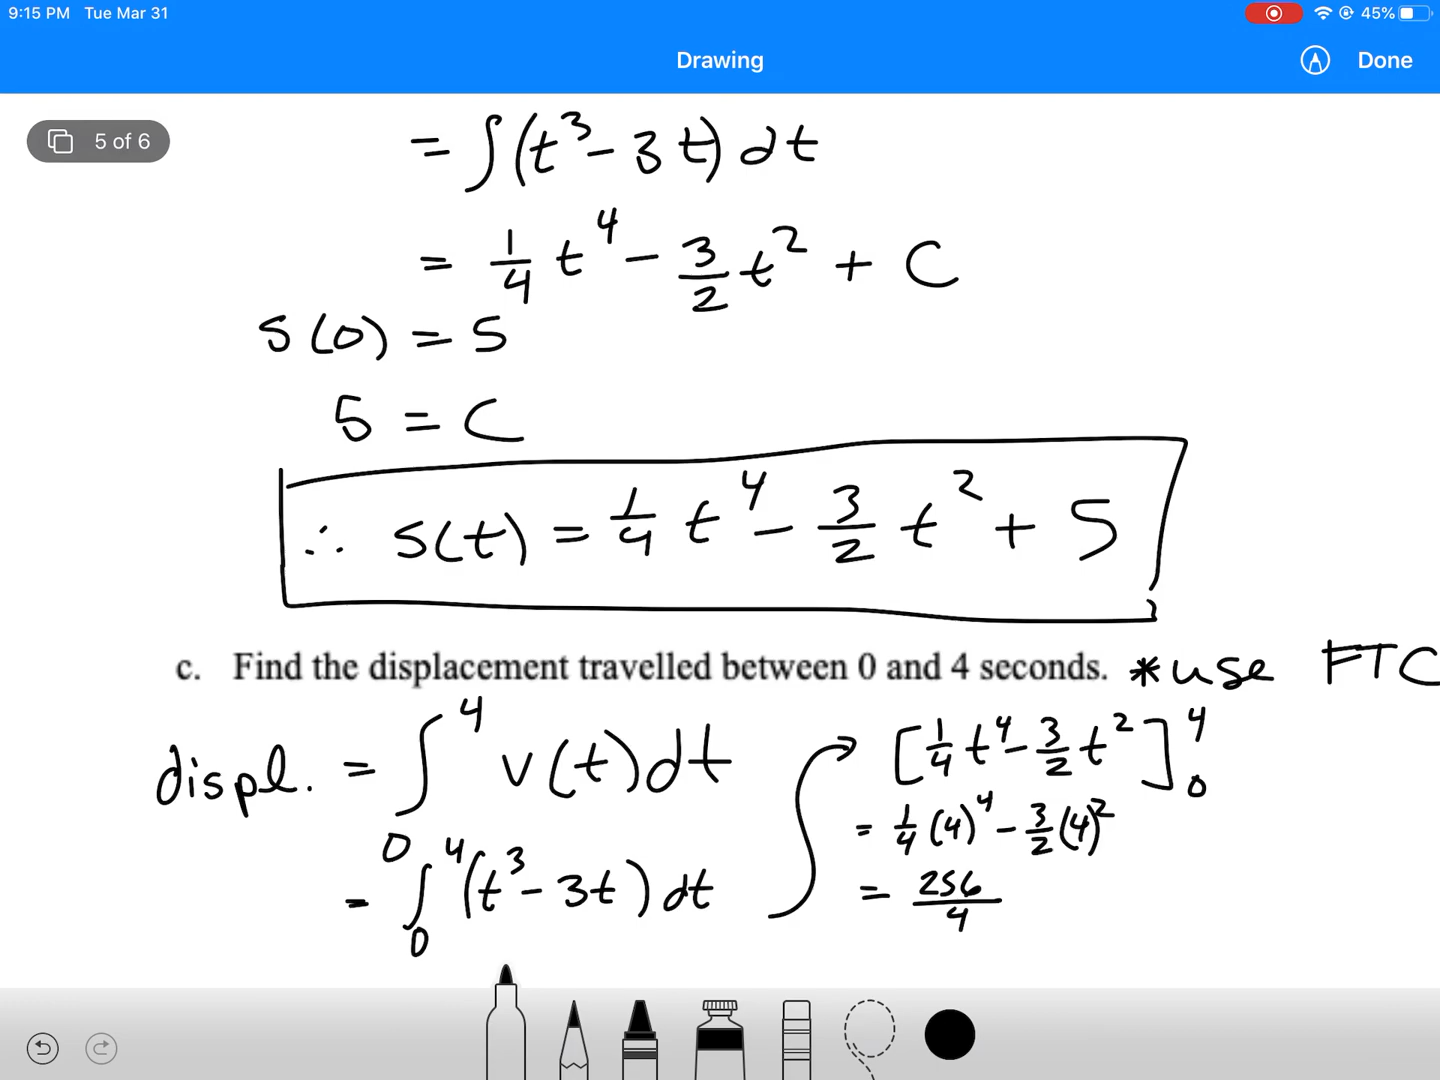 9:15 PM Tue Mar 31
45%
Drawing
Done
5 of 6
= ∫(t³ - 3t) dt
= 1/4 t⁴ - 3/2 t² + C
s(0) = 5
5 = C
∴ s(t) = 1/4 t⁴ - 3/2 t² + 5
c. Find the displacement travelled between 0 and 4 seconds. *use FTC
displ. = ∫₀⁴ v(t)dt
= ∫₀⁴ (t³ - 3t) dt
[1/4 t⁴ - 3/2 t²]₀⁴
= 1/4 (4)⁴ - 3/2 (4)²
= 256/4